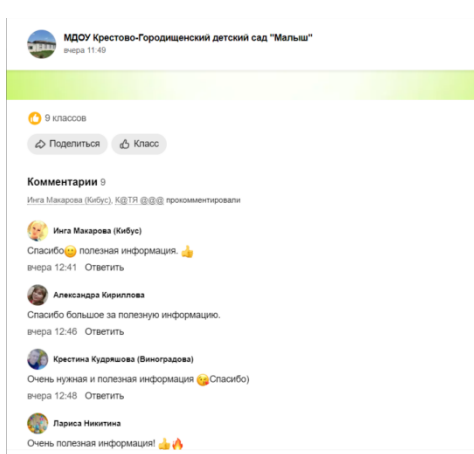 МДОУ Крестово-Городищенский детский сад "Малыш"
вчера 11:49
9 классов
Поделиться Класс
Комментарии 9
Инга Макарова (Кибус), К@ТЯ @@@ прокомментировали
Инга Макарова (Кибус)
Спасибо🙂 полезная информация. 👍
вчера 12:41 Ответить
Александра Кириллова
Спасибо большое за полезную информацию.
вчера 12:46 Ответить
Крестина Кудряшова (Виноградова)
Очень нужная и полезная информация 😘Спасибо)
вчера 12:48 Ответить
Лариса Никитина
Очень полезная информация! 👍🔥